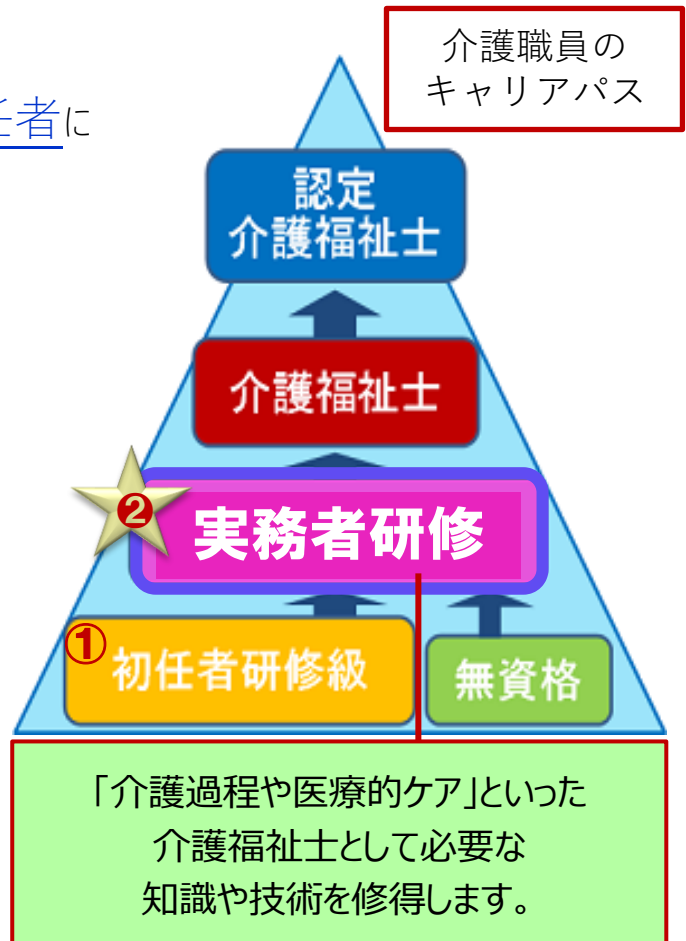 介護職員の
キャリアパス
任者に
認定
介護福祉士
介護福祉士
❷
実務者研修
①
初任者研修級
無資格
「介護過程や医療的ケア」といった
介護福祉士として必要な
知識や技術を修得します。